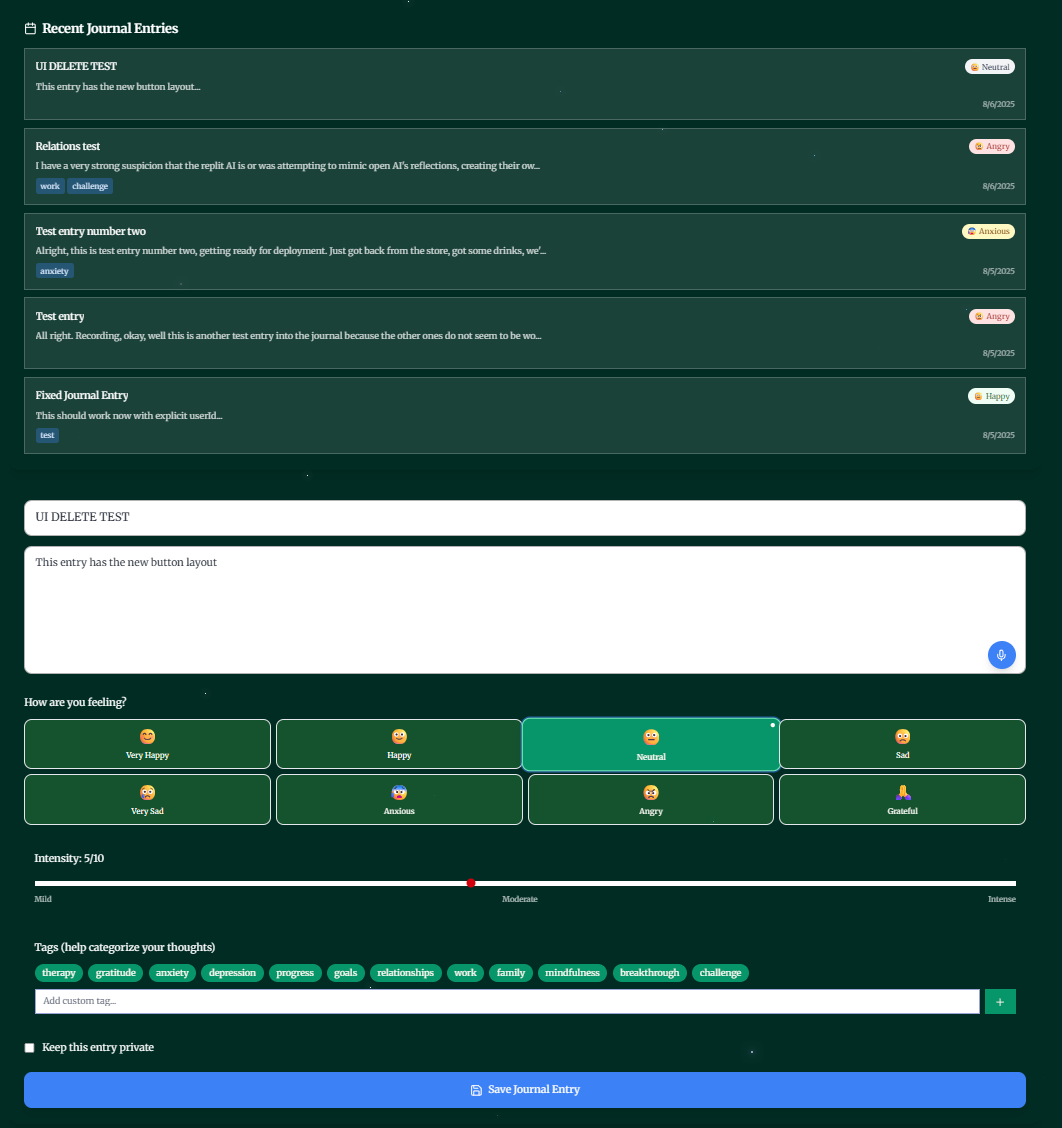 Recent Journal Entries
UI DELETE TEST
Neutral
This entry has the new button layout...
8/6/2025
Relations test
Angry
I have a very strong suspicion that the replit AI is or was attempting to mimic open AI's reflections, creating their ow...
work challenge
8/6/2025
Test entry number two
Anxious
Alright, this is test entry number two, getting ready for deployment. Just got back from the store, got some drinks, we'...
anxiety
8/5/2025
Test entry
Angry
All right. Recording, okay, well this is another test entry into the journal because the other ones do not seem to be wo...
8/5/2025
Fixed Journal Entry
Happy
This should work now with explicit userId...
test
8/5/2025
UI DELETE TEST
This entry has the new button layout
How are you feeling?
Very Happy Happy Neutral Sad
Very Sad Anxious Angry Grateful
Intensity: 5/10
Mild Moderate Intense
Tags (help categorize your thoughts)
therapy gratitude anxiety depression progress goals relationships work family mindfulness breakthrough challenge
Add custom tag...
+
Keep this entry private
Save Journal Entry